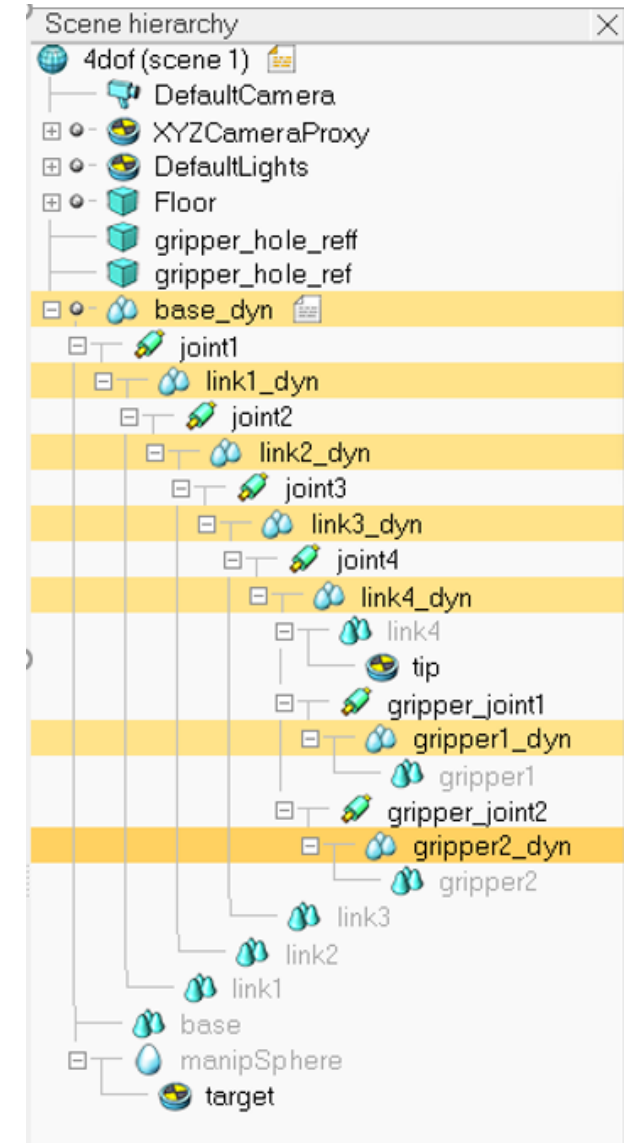 Scene hierarchy
4dof (scene 1)
DefaultCamera
XYZCameraProxy
DefaultLights
Floor
gripper_hole_reff
gripper_hole_ref
base_dyn
joint1
link1_dyn
joint2
link2_dyn
joint3
link3_dyn
joint4
link4_dyn
link4
tip
gripper_joint1
gripper1_dyn
gripper1
gripper_joint2
gripper2_dyn
gripper2
link3
link2
link1
base
manipSphere
target